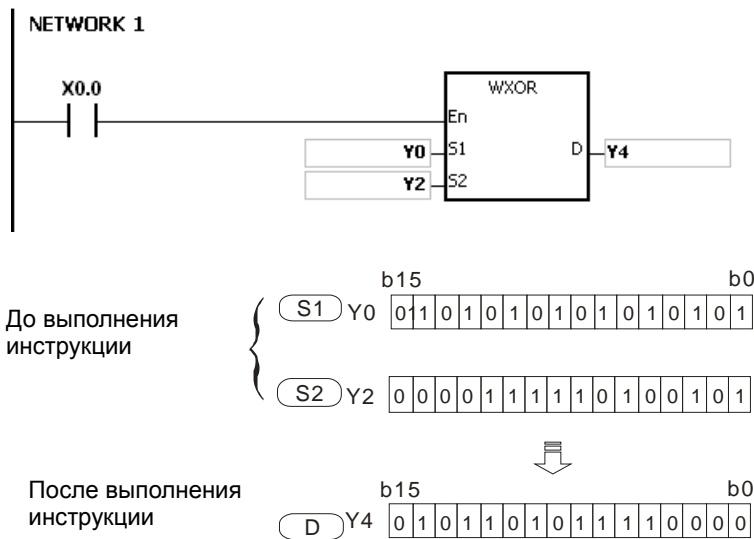 NETWORK 1
X0.0
WXOR
En
Y0 S1 D Y4
Y2 S2
b15 b0
До выполнения
инструкции
S1 Y0 011 0 1 0 1 0 1 0 1 0 1 0 1 0 1
S2 Y2 0 0 0 0 1 1 1 1 1 0 1 0 0 1 0 1
После выполнения
инструкции
b15 b0
D Y4 0 1 0 1 1 0 1 0 1 1 1 1 0 0 0 0